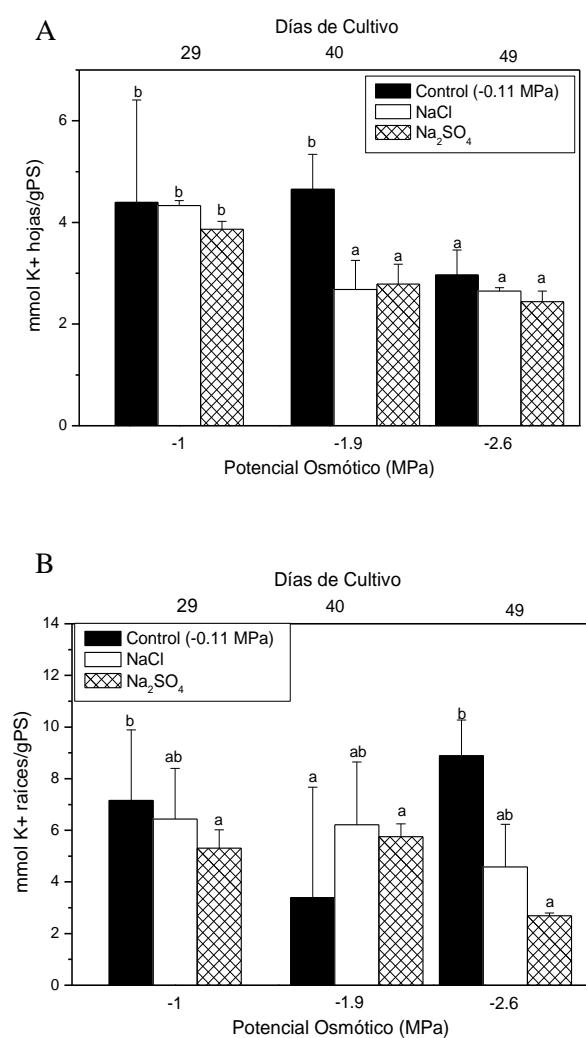 A
Días de Cultivo
29 40 49
Control (-0.11 MPa)
NaCl
Na₂SO₄
mmol K+ hojas/gPS
6
4
2
0
b b b
b a a
a a a
-1 -1.9 -2.6
Potencial Osmótico (MPa)
B
Días de Cultivo
29 40 49
Control (-0.11 MPa)
NaCl
Na₂SO₄
mmol K+ raíces/gPS
14
12
10
8
6
4
2
0
b ab a
a ab a
b ab a
-1 -1.9 -2.6
Potencial Osmótico (MPa)